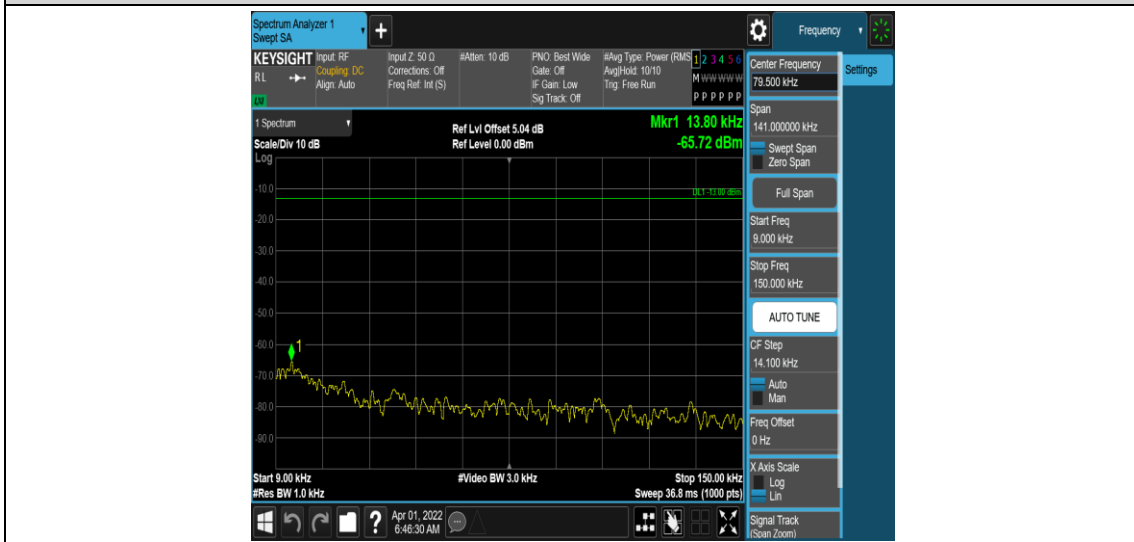 Spectrum Analyzer 1
Swept SA
+
Frequency
KEYSIGHT
RL
Input: RF
Coupling: DC
Align: Auto
Input Z: 50 Ω
Corrections: Off
Freq Ref: Int (S)
#Atten: 10 dB
PNO: Best Wide
Gate: Off
IF Gain: Low
Sig Track: Off
#Avg Type: Power (RMS
Avg|Hold: 10/10
Trig: Free Run
1 2 3 4 5 6
M W W W W W
P P P P P P
Center Frequency
79.500 kHz
Settings
Span
141.000000 kHz
Swept Span
Zero Span
Full Span
Start Freq
9.000 kHz
Stop Freq
150.000 kHz
AUTO TUNE
CF Step
14.100 kHz
Auto
Man
Freq Offset
0 Hz
X Axis Scale
Log
Lin
Signal Track
(Span Zoom)
1 Spectrum
Scale/Div 10 dB
Ref Lvl Offset 5.04 dB
Ref Level 0.00 dBm
Mkr1 13.80 kHz
-65.72 dBm
Log
DL1 -13.00 dBm
-10.0
-20.0
-30.0
-40.0
-50.0
-60.0
1
-70.0
-80.0
-90.0
Start 9.00 kHz
#Video BW 3.0 kHz
Stop 150.00 kHz
#Res BW 1.0 kHz
Sweep 36.8 ms (1000 pts)
?
Apr 01, 2022
6:46:30 AM